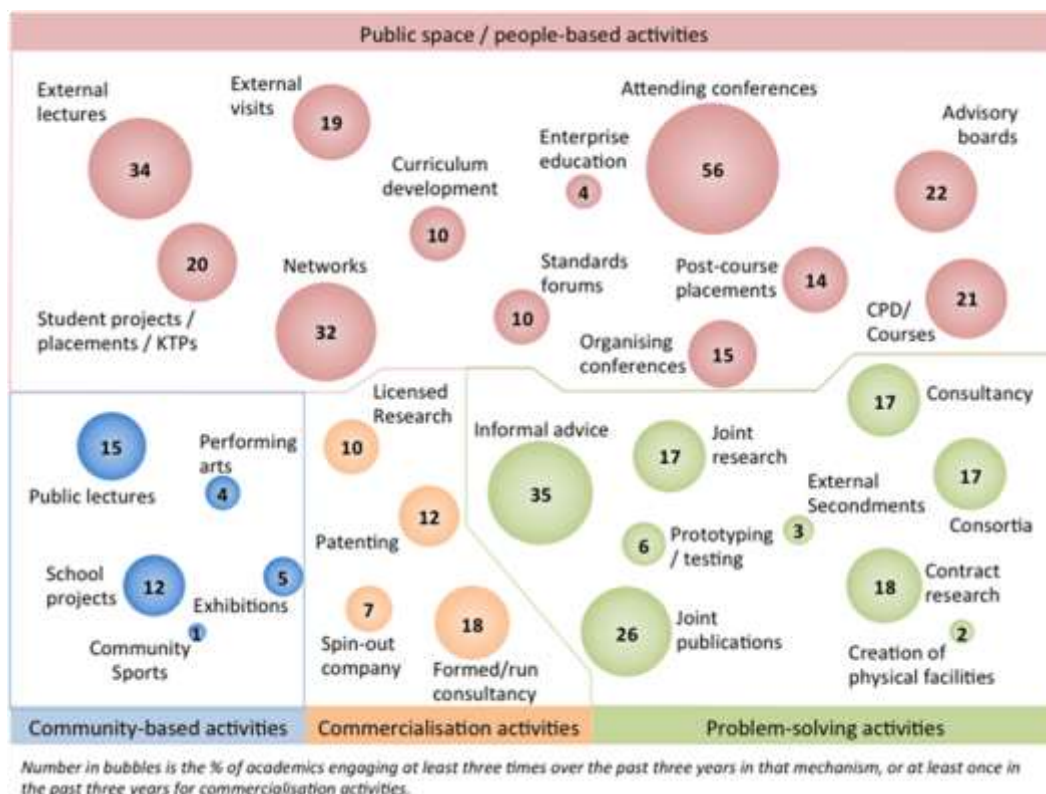 Public space / people-based activities
External
lectures
34
External
visits
19
Curriculum
development
10
Enterprise
education
4
Attending conferences
56
Advisory
boards
22
20
Student projects /
placements / KTPs
Networks
32
Standards
forums
10
Post-course
placements
14
Organising
conferences
15
CPD/
Courses
21
15
Public lectures
Performing
arts
4
School
projects
12
5
Exhibitions
1
Community
Sports
Licensed
Research
10
12
Patenting
7
Spin-out
company
18
Formed/run
consultancy
Informal advice
35
17
Joint
research
17
Consultancy
6
Prototyping
/ testing
External
Secondments
3
17
Consortia
26
Joint
publications
18
Contract
research
2
Creation of
physical facilities
Community-based activities
Commercialisation activities
Problem-solving activities
Number in bubbles is the % of academics engaging at least three times over the past three years in that mechanism, or at least once in
the past three years for commercialisation activities.